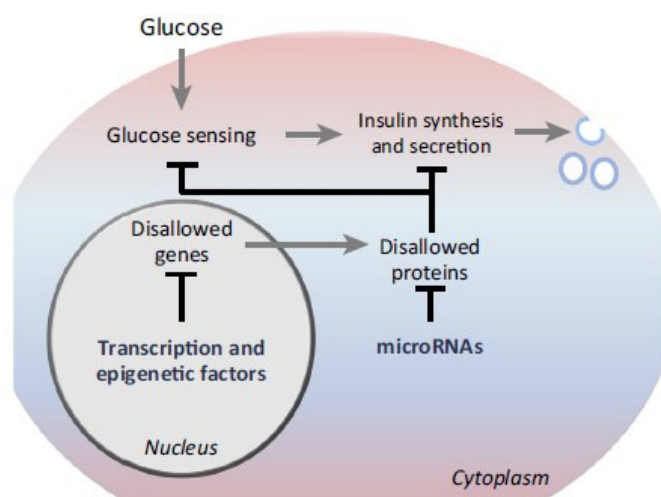 Glucose
Glucose sensing
Insulin synthesis
and secretion
Disallowed
genes
Disallowed
proteins
Transcription and
epigenetic factors
microRNAs
Nucleus
Cytoplasm